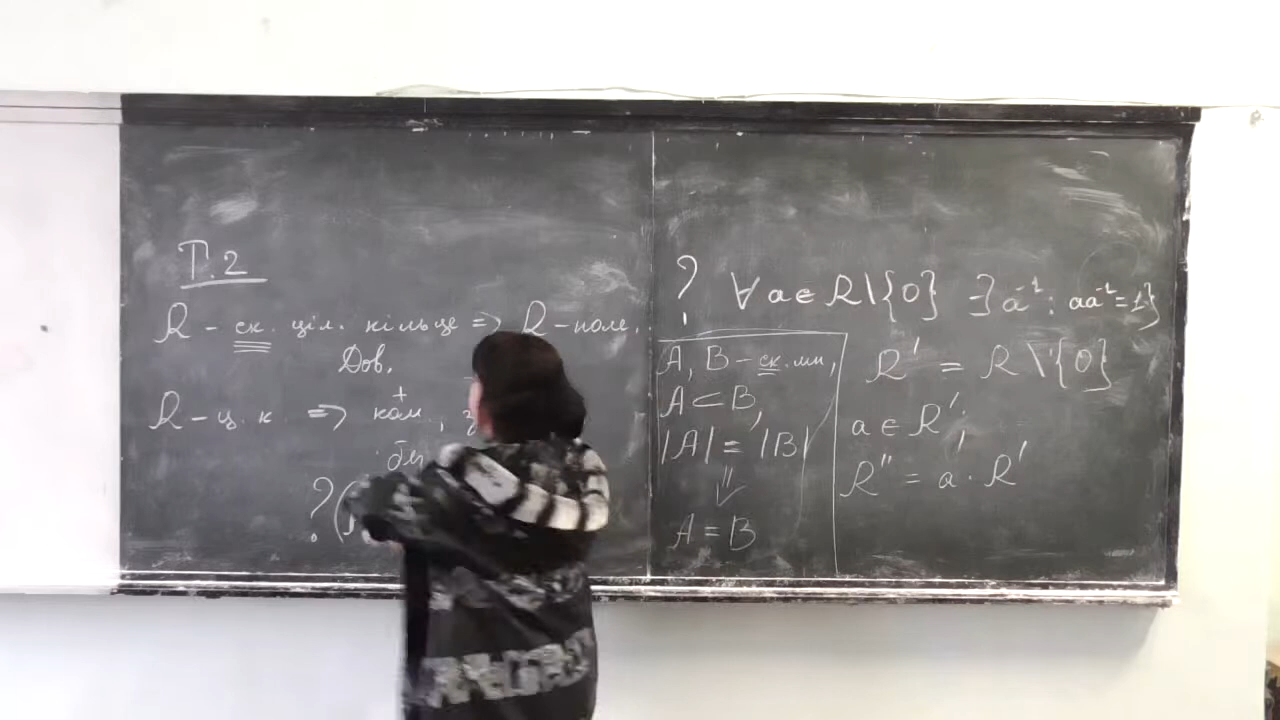 Т.2
R - ск. ціл. кільце => R - поле.
Дов.
R - ц. к. => ком.,
+
?
? ∀ a ∈ R\{0} ∃ a⁻¹ : aa⁻¹ = 1}
A, B - ск. мн,
A ⊂ B,
|A| = |B|
⇓
A = B
R' = R \ {0}
a ∈ R',
R'' = a · R'